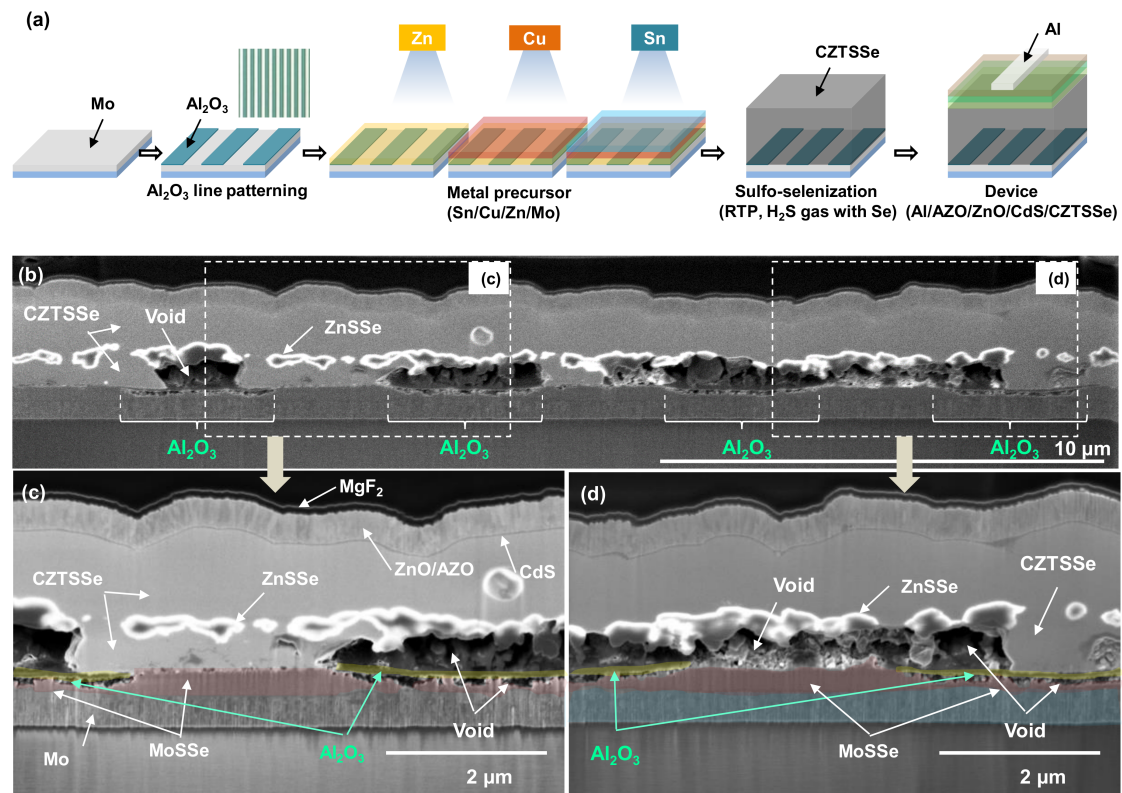 (a)
Zn
Cu
Sn
Al
CZTSSe
Mo
Al₂O₃
Al₂O₃ line patterning
Metal precursor
(Sn/Cu/Zn/Mo)
Sulfo-selenization
(RTP, H₂S gas with Se)
Device
(Al/AZO/ZnO/CdS/CZTSSe)
(b)
(c)
(d)
CZTSSe
Void
ZnSSe
Al₂O₃
Al₂O₃
Al₂O₃
Al₂O₃
10 μm
(c)
MgF₂
ZnO/AZO
CdS
CZTSSe
ZnSSe
Void
Mo
MoSSe
Al₂O₃
2 μm
(d)
Void
ZnSSe
CZTSSe
Al₂O₃
MoSSe
Void
2 μm